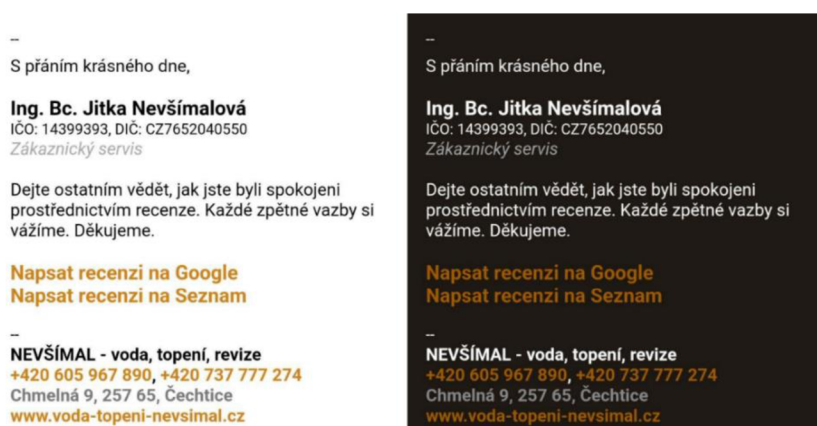 --
S přáním krásného dne,
Ing. Bc. Jitka Nevšímalová
IČO: 14399393, DIČ: CZ7652040550
Zákaznický servis
Dejte ostatním vědět, jak jste byli spokojeni
prostřednictvím recenze. Každé zpětné vazby si
vážíme. Děkujeme.
Napsat recenzi na Google
Napsat recenzi na Seznam
--
NEVŠÍMAL - voda, topení, revize
+420 605 967 890, +420 737 777 274
Chmelná 9, 257 65, Čechtice
www.voda-topeni-nevsimal.cz
--
S přáním krásného dne,
Ing. Bc. Jitka Nevšímalová
IČO: 14399393, DIČ: CZ7652040550
Zákaznický servis
Dejte ostatním vědět, jak jste byli spokojeni
prostřednictvím recenze. Každé zpětné vazby si
vážíme. Děkujeme.
Napsat recenzi na Google
Napsat recenzi na Seznam
--
NEVŠÍMAL - voda, topení, revize
+420 605 967 890, +420 737 777 274
Chmelná 9, 257 65, Čechtice
www.voda-topeni-nevsimal.cz